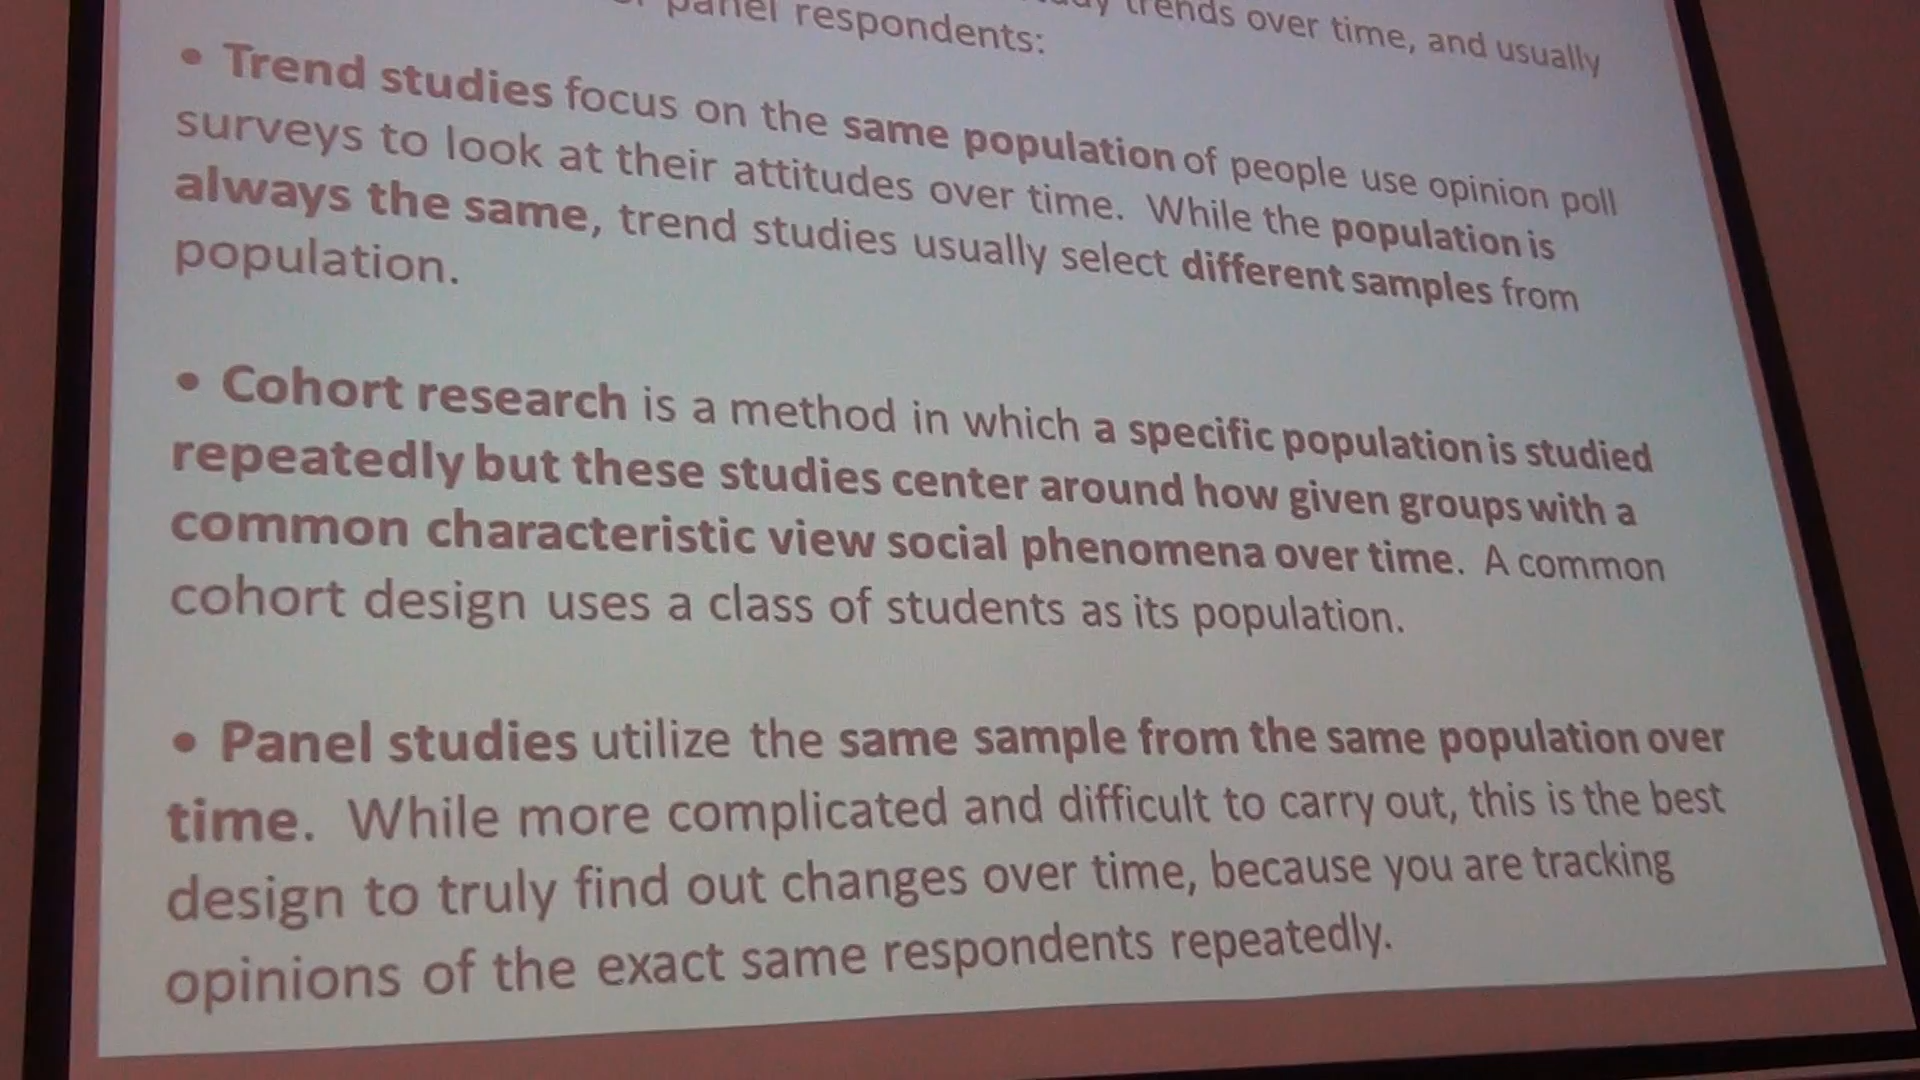 trends over time, and usually
panel respondents:
• Trend studies focus on the same population of people use opinion poll
surveys to look at their attitudes over time. While the population is
always the same, trend studies usually select different samples from
population.
• Cohort research is a method in which a specific population is studied
repeatedly but these studies center around how given groups with a
common characteristic view social phenomena over time. A common
cohort design uses a class of students as its population.
• Panel studies utilize the same sample from the same population over
time. While more complicated and difficult to carry out, this is the best
design to truly find out changes over time, because you are tracking
opinions of the exact same respondents repeatedly.